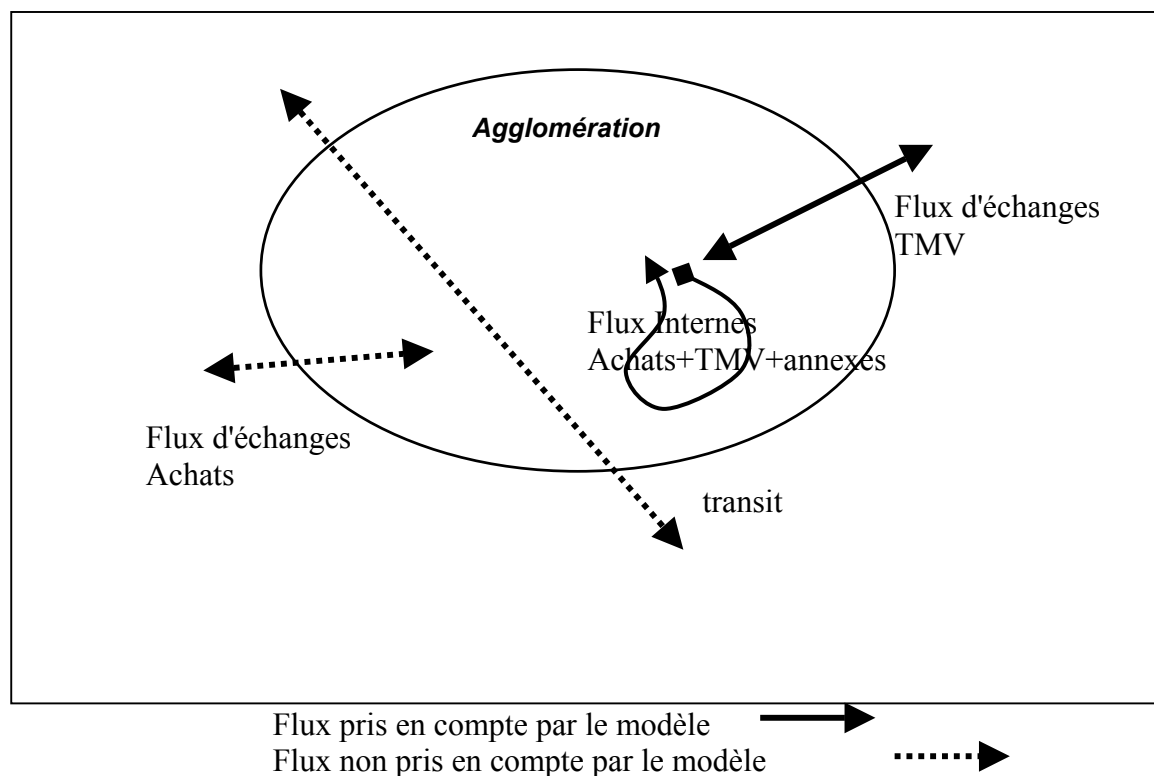 Agglomération
Flux d'échanges
TMV
Flux Internes
Achats+TMV+annexes
Flux d'échanges
Achats
transit
Flux pris en compte par le modèle
Flux non pris en compte par le modèle